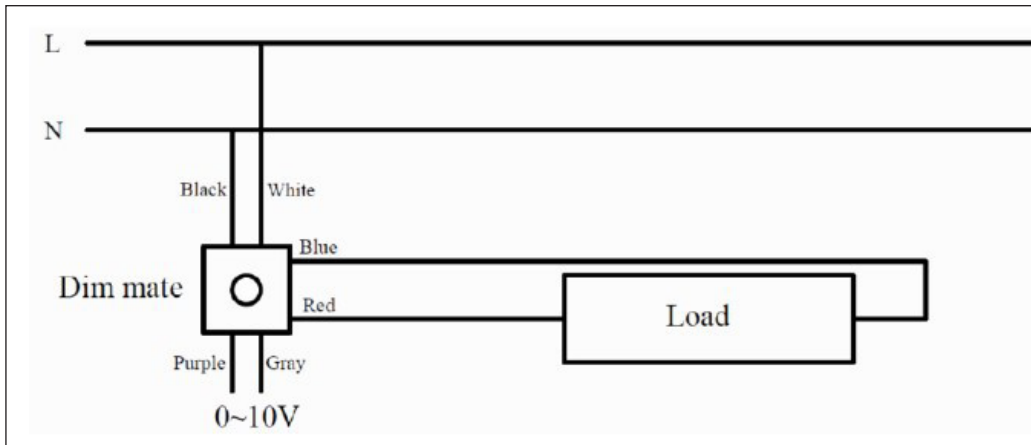 L
N
Black White
Blue
Dim mate
Red
Load
Purple Gray
0~10V